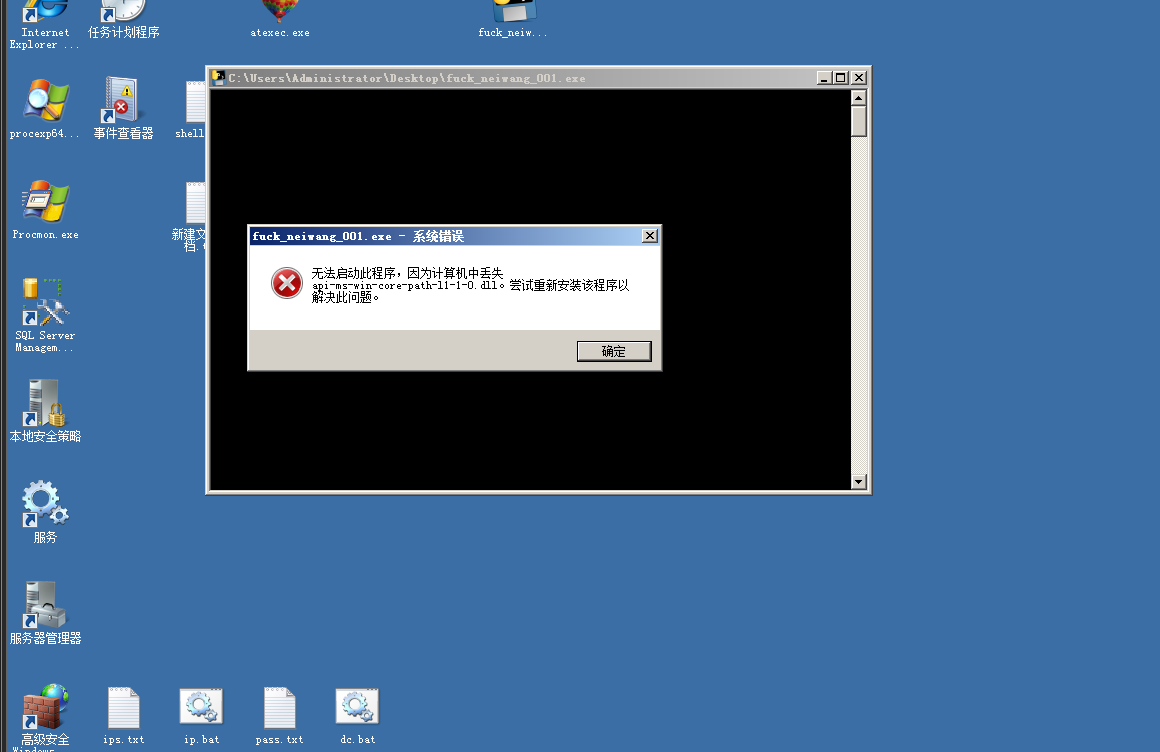 Internet
Explorer ...
任务计划程序
atexec.exe
fuck_neiw...
C:\Users\Administrator\Desktop\fuck_neiwang_001.exe
procexp64...
事件查看器
shell
fuck_neiwang_001.exe - 系统错误
无法启动此程序，因为计算机中丢失
api-ms-win-core-path-l1-1-0.dll。尝试重新安装该程序以
解决此问题。
确定
Procmon.exe
新建文
档.t
SQL Server
Managem...
本地安全策略
服务
服务器管理器
高级安全
Windows
ips.txt
ip.bat
pass.txt
dc.bat